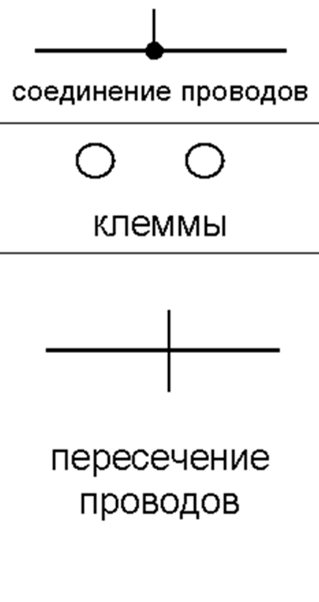 соединение проводов
клеммы
пересечение
проводов